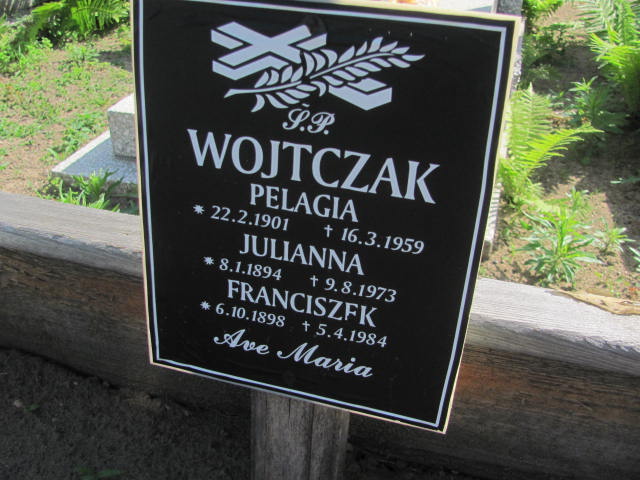 Ś.P.
WOJTCZAK
PELAGIA
* 22.2.1901 † 16.3.1959
JULIANNA
* 8.1.1894 † 9.8.1973
FRANCISZEK
* 6.10.1898 † 5.4.1984
Ave Maria